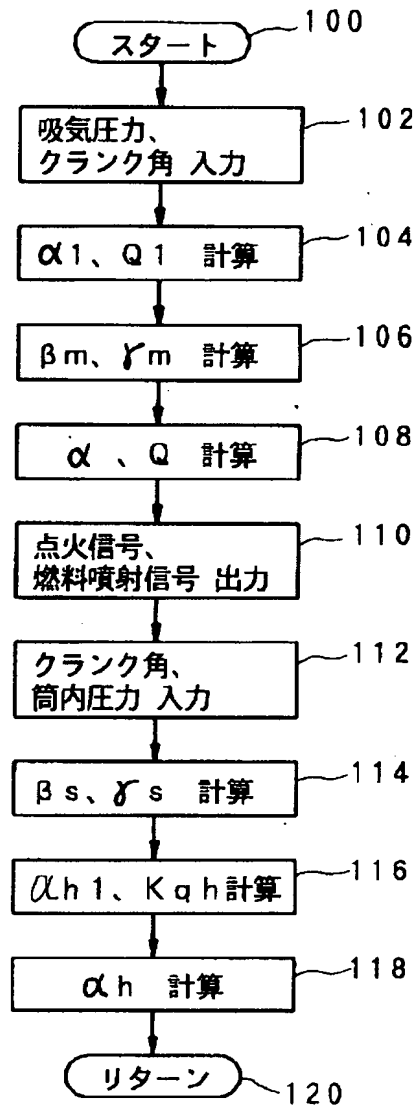 スタート
100
吸気圧力、
クランク角 入力
102
α1、Q1 計算
104
βm、γm 計算
106
α、Q 計算
108
点火信号、
燃料噴射信号 出力
110
クランク角、
筒内圧力 入力
112
βs、γs 計算
114
αh1、Kqh計算
116
αh 計算
118
リターン
120